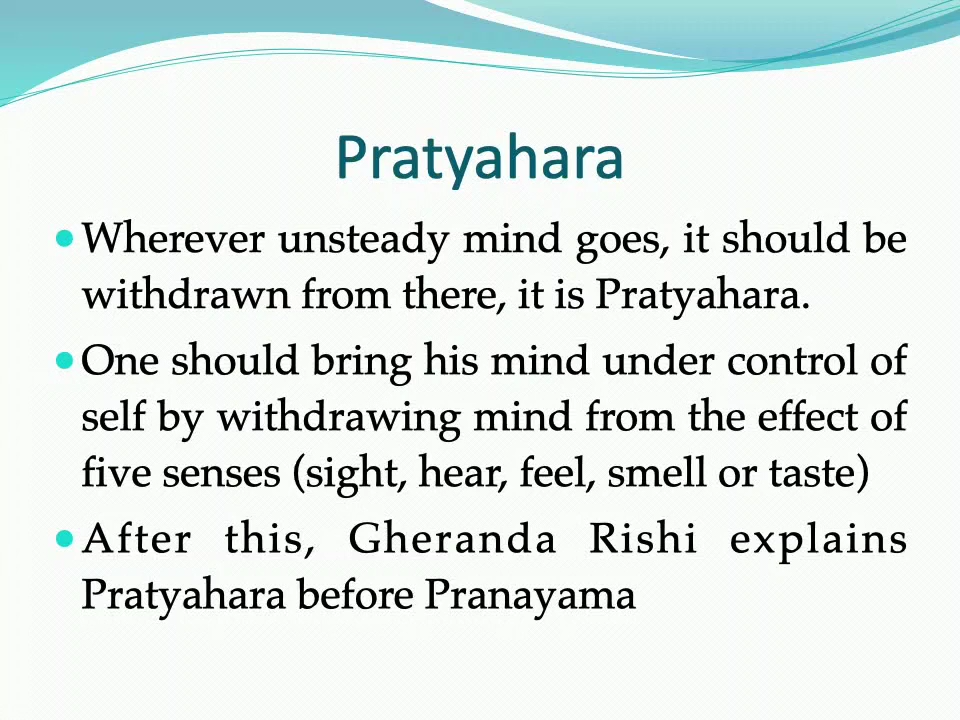 Pratyahara
Wherever unsteady mind goes, it should be
withdrawn from there, it is Pratyahara.
One should bring his mind under control of
self by withdrawing mind from the effect of
five senses (sight, hear, feel, smell or taste)
After this, Gheranda Rishi explains
Pratyahara before Pranayama